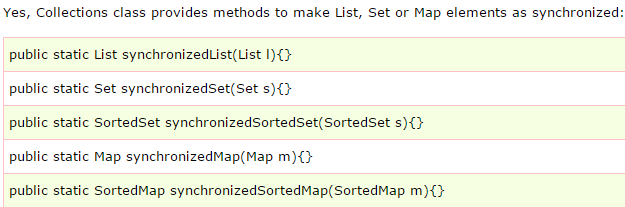 Yes, Collections class provides methods to make List, Set or Map elements as synchronized:
public static List synchronizedList(List l){}
public static Set synchronizedSet(Set s){}
public static SortedSet synchronizedSortedSet(SortedSet s){}
public static Map synchronizedMap(Map m){}
public static SortedMap synchronizedSortedMap(SortedMap m){}